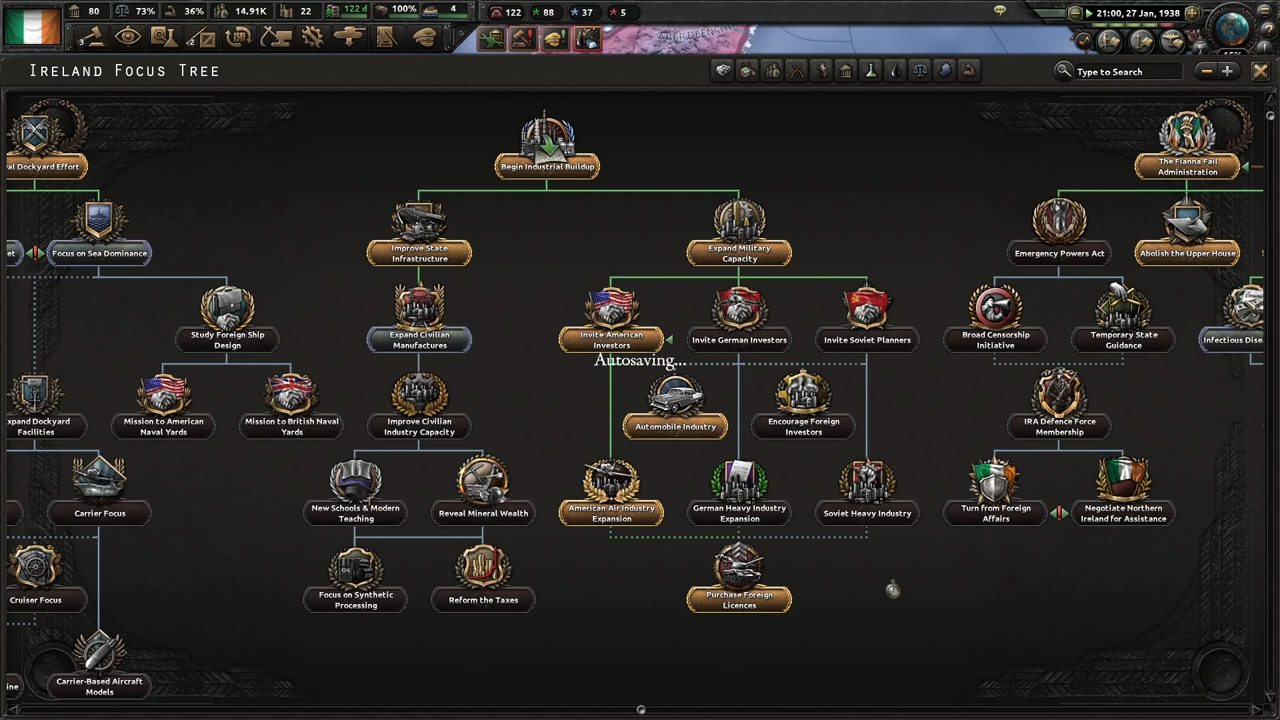 80 73% 36% 14.91K 22 122 d 100% 4 122 88 37 5 21:00, 27 Jan, 1938
3 2
ABERDEENSH
IRELAND FOCUS TREE
Type to Search
val Dockyard Effort
Begin Industrial Buildup
The Fianna Fail
Administration
Focus on Sea Dominance
Improve State
Infrastructure
Expand Military
Capacity
Emergency Powers Act
Abolish the Upper House
Study Foreign Ship
Design
Expand Civilian
Manufactures
Invite American
Investors
Invite German Investors
Invite Soviet Planners
Broad Censorship
Initiative
Temporary State
Guidance
Infectious Disea
Autosaving...
xpand Dockyard
Facilities
Mission to American
Naval Yards
Mission to British Naval
Yards
Improve Civilian
Industry Capacity
Automobile Industry
Encourage Foreign
Investors
IRA Defence Force
Membership
Carrier Focus
New Schools & Modern
Teaching
Reveal Mineral Wealth
American Air Industry
Expansion
German Heavy Industry
Expansion
Soviet Heavy Industry
Turn from Foreign
Affairs
Negotiate Northern
Ireland for Assistance
Cruiser Focus
Focus on Synthetic
Processing
Reform the Taxes
Purchase Foreign
Licences
Carrier-Based Aircraft
Models